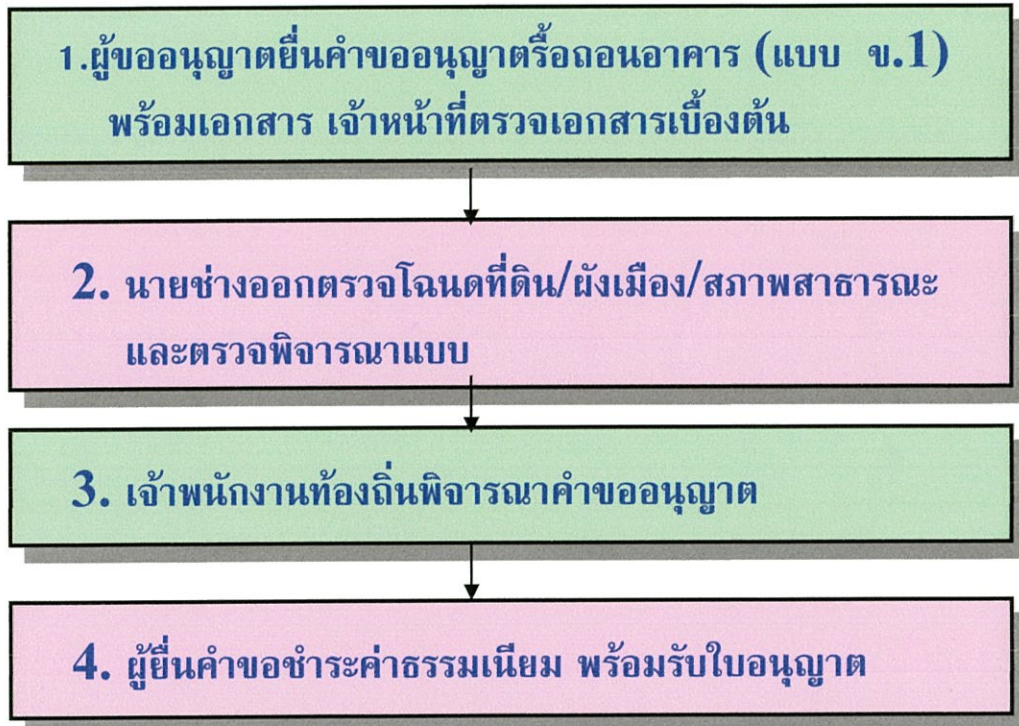 1.ผู้ขออนุญาตยื่นคำขออนุญาตรื้อถอนอาคาร (แบบ ข.1)
พร้อมเอกสาร เจ้าหน้าที่ตรวจเอกสารเบื้องต้น
2. นายช่างออกตรวจโฉนดที่ดิน/ผังเมือง/สภาพสาธารณะ
และตรวจพิจารณาแบบ
3. เจ้าพนักงานท้องถิ่นพิจารณาคำขออนุญาต
4. ผู้ยื่นคำขอชำระค่าธรรมเนียม พร้อมรับใบอนุญาต